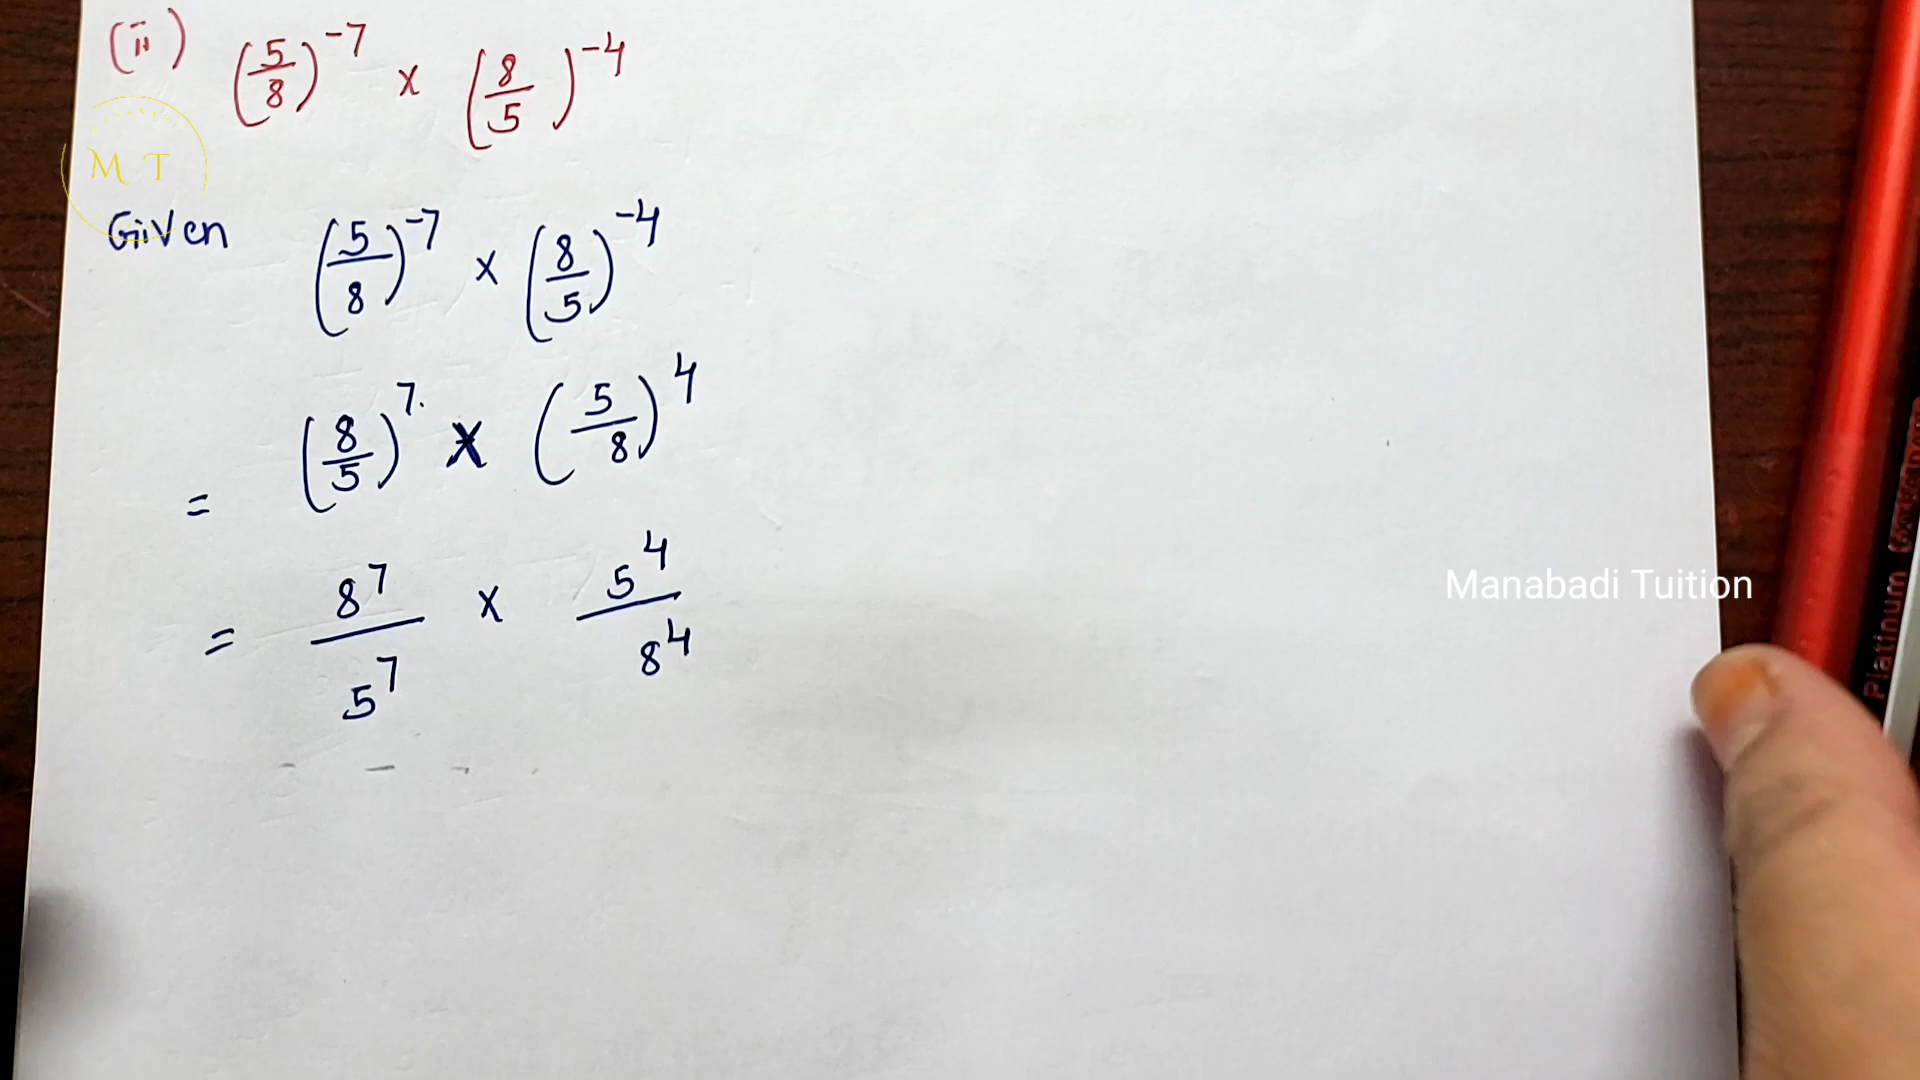 (ii) (5/8)^-7 × (8/5)^-4
M T
Given (5/8)^-7 × (8/5)^-4
= (8/5)^7 × (5/8)^4
= 8^7/5^7 × 5^4/8^4
Manabadi Tuition
Platinum